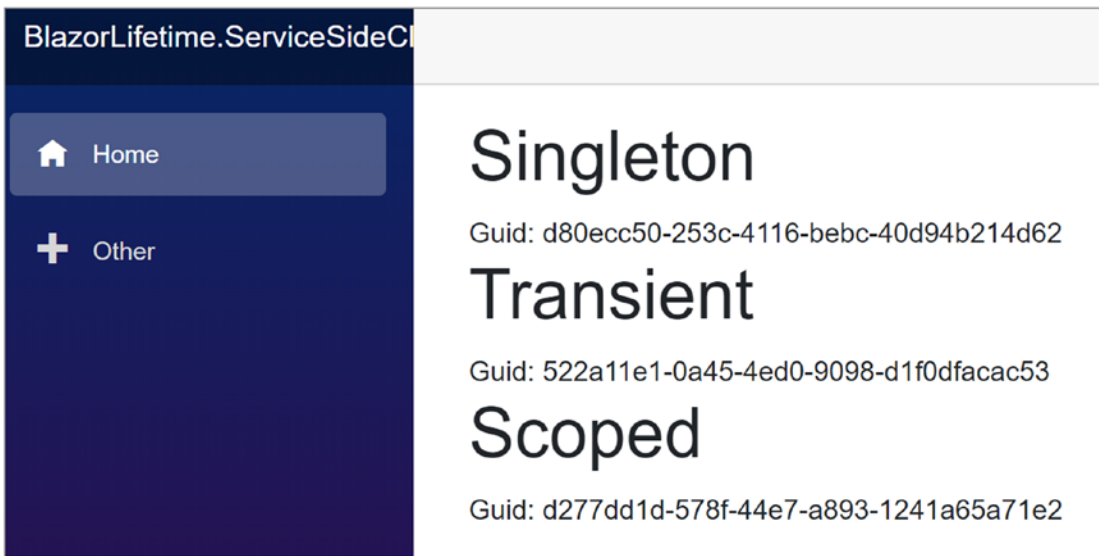 BlazorLifetime.ServiceSideCl
Home
Other
Singleton
Guid: d80ecc50-253c-4116-bebc-40d94b214d62
Transient
Guid: 522a11e1-0a45-4ed0-9098-d1f0dfacac53
Scoped
Guid: d277dd1d-578f-44e7-a893-1241a65a71e2